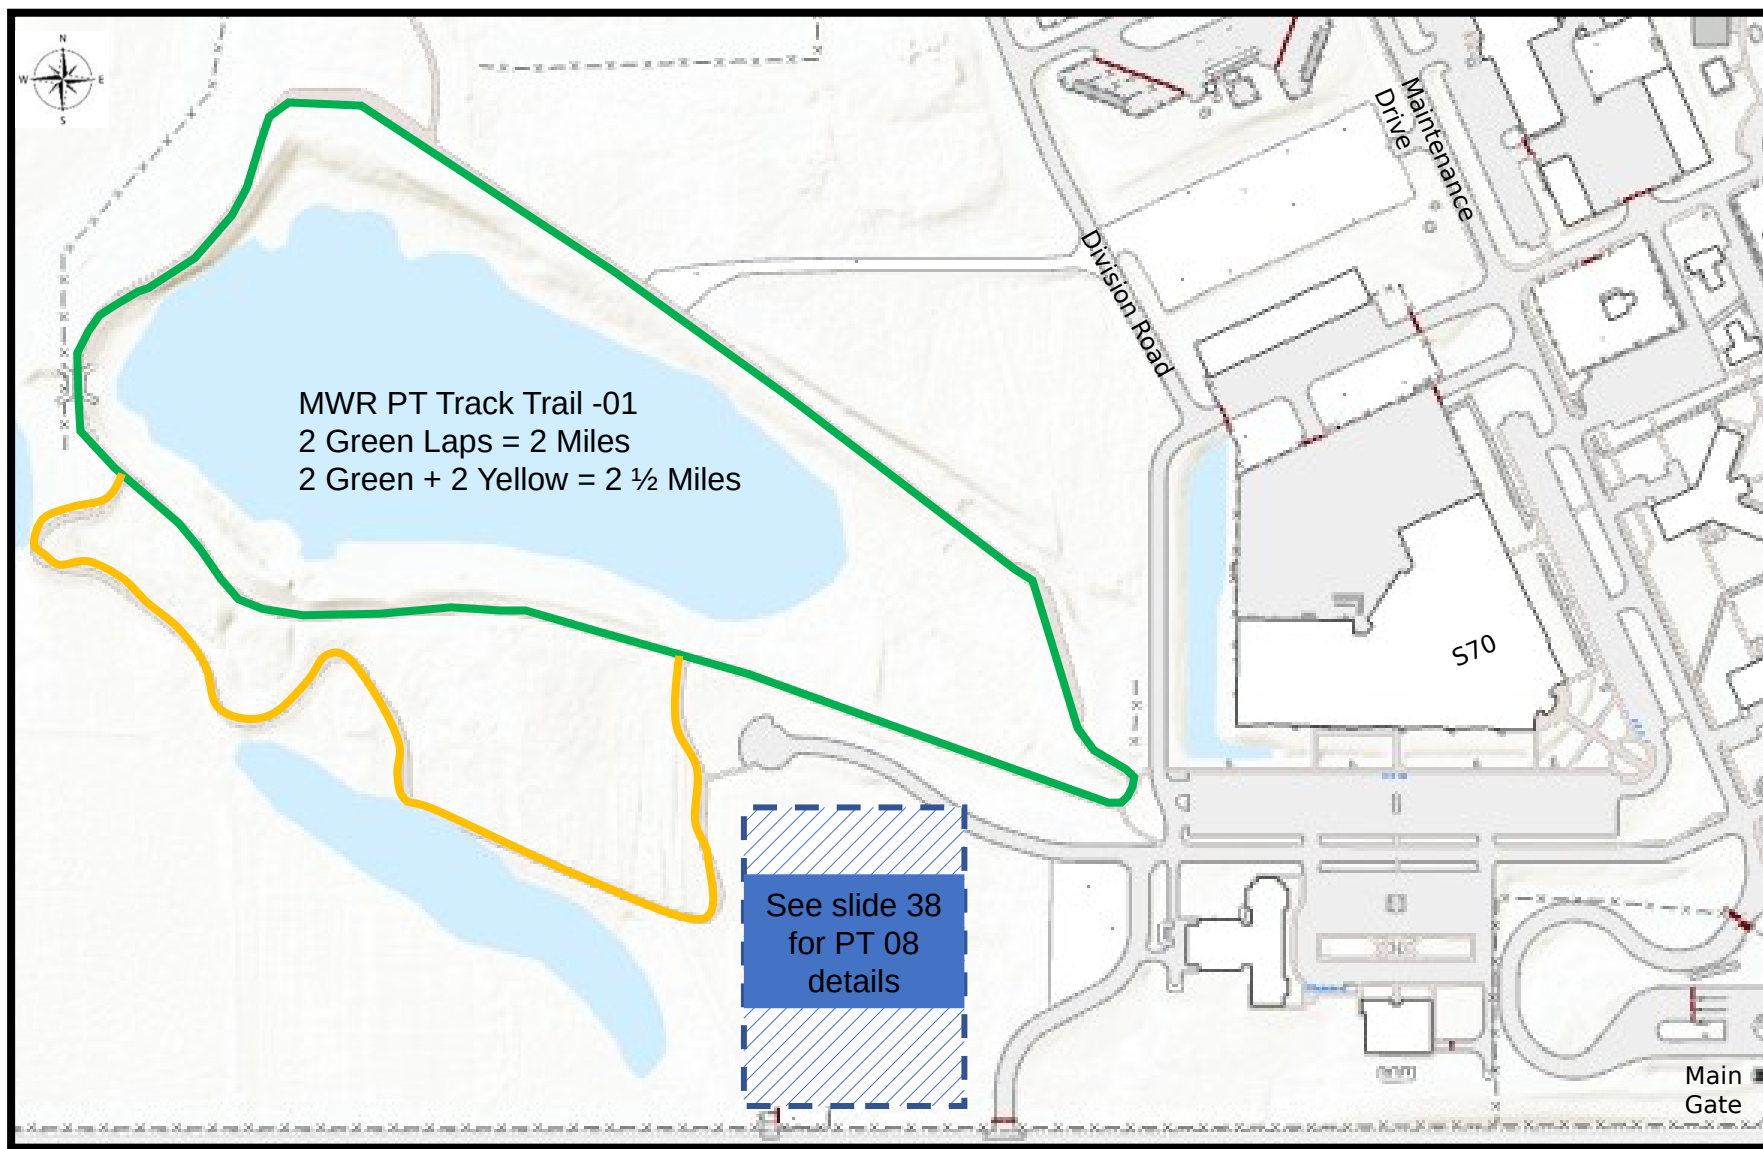 N
W E
S
Maintenance
Drive
Division Road
MWR PT Track Trail -01
2 Green Laps = 2 Miles
2 Green + 2 Yellow = 2 ½ Miles
S70
See slide 38
for PT 08
details
Main
Gate